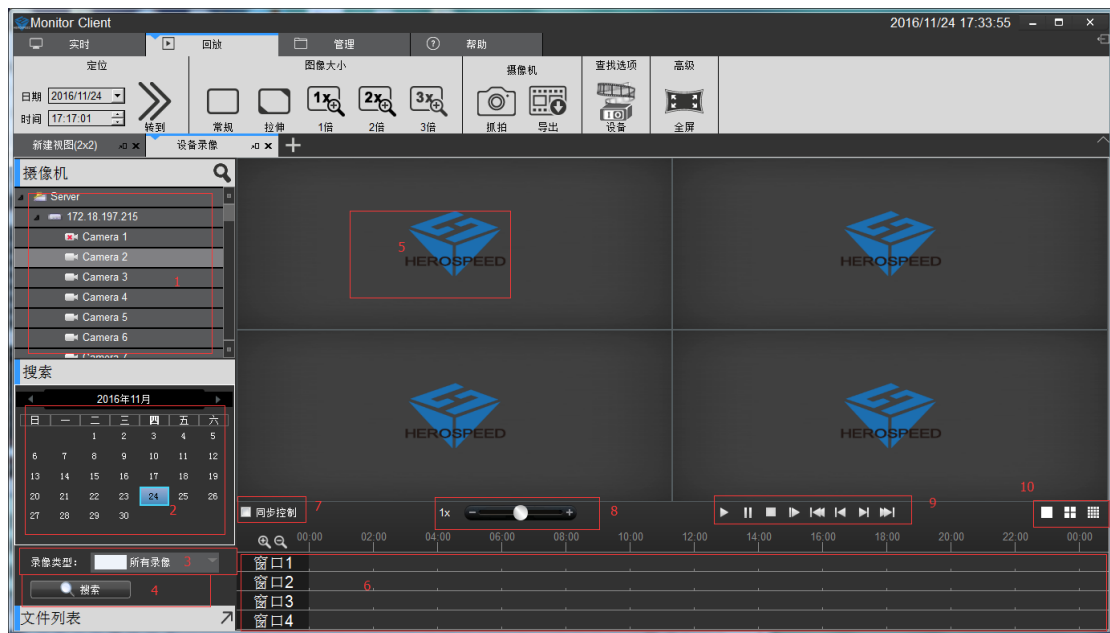 Monitor Client 2016/11/24 17:33:55
实时 回放 管理 帮助
定位 图像大小 摄像机 查找选项 高级
日期 2016/11/24
时间 17:17:01
1x 2x 3x
转到 常规 拉伸 1倍 2倍 3倍 抓拍 导出 设备 全屏
新建视图(2x2) 设备录像
摄像机
Server
172.18.197.215
Camera 1
Camera 2
Camera 3
1
Camera 4
Camera 5
Camera 6
Camera 7
5
HEROSPEED
HEROSPEED
HEROSPEED
HEROSPEED
搜索
2016年11月
日 一 二 三 四 五 六
1 2 3 4 5
6 7 8 9 10 11 12
13 14 15 16 17 18 19
20 21 22 23 24 25 26
27 28 29 30
2
录像类型: 所有录像 3
搜索 4
文件列表
同步控制 7 1x 8 9 10
00:00 02:00 04:00 06:00 08:00 10:00 12:00 14:00 16:00 18:00 20:00 22:00 00:00
窗口1
窗口2 6
窗口3
窗口4